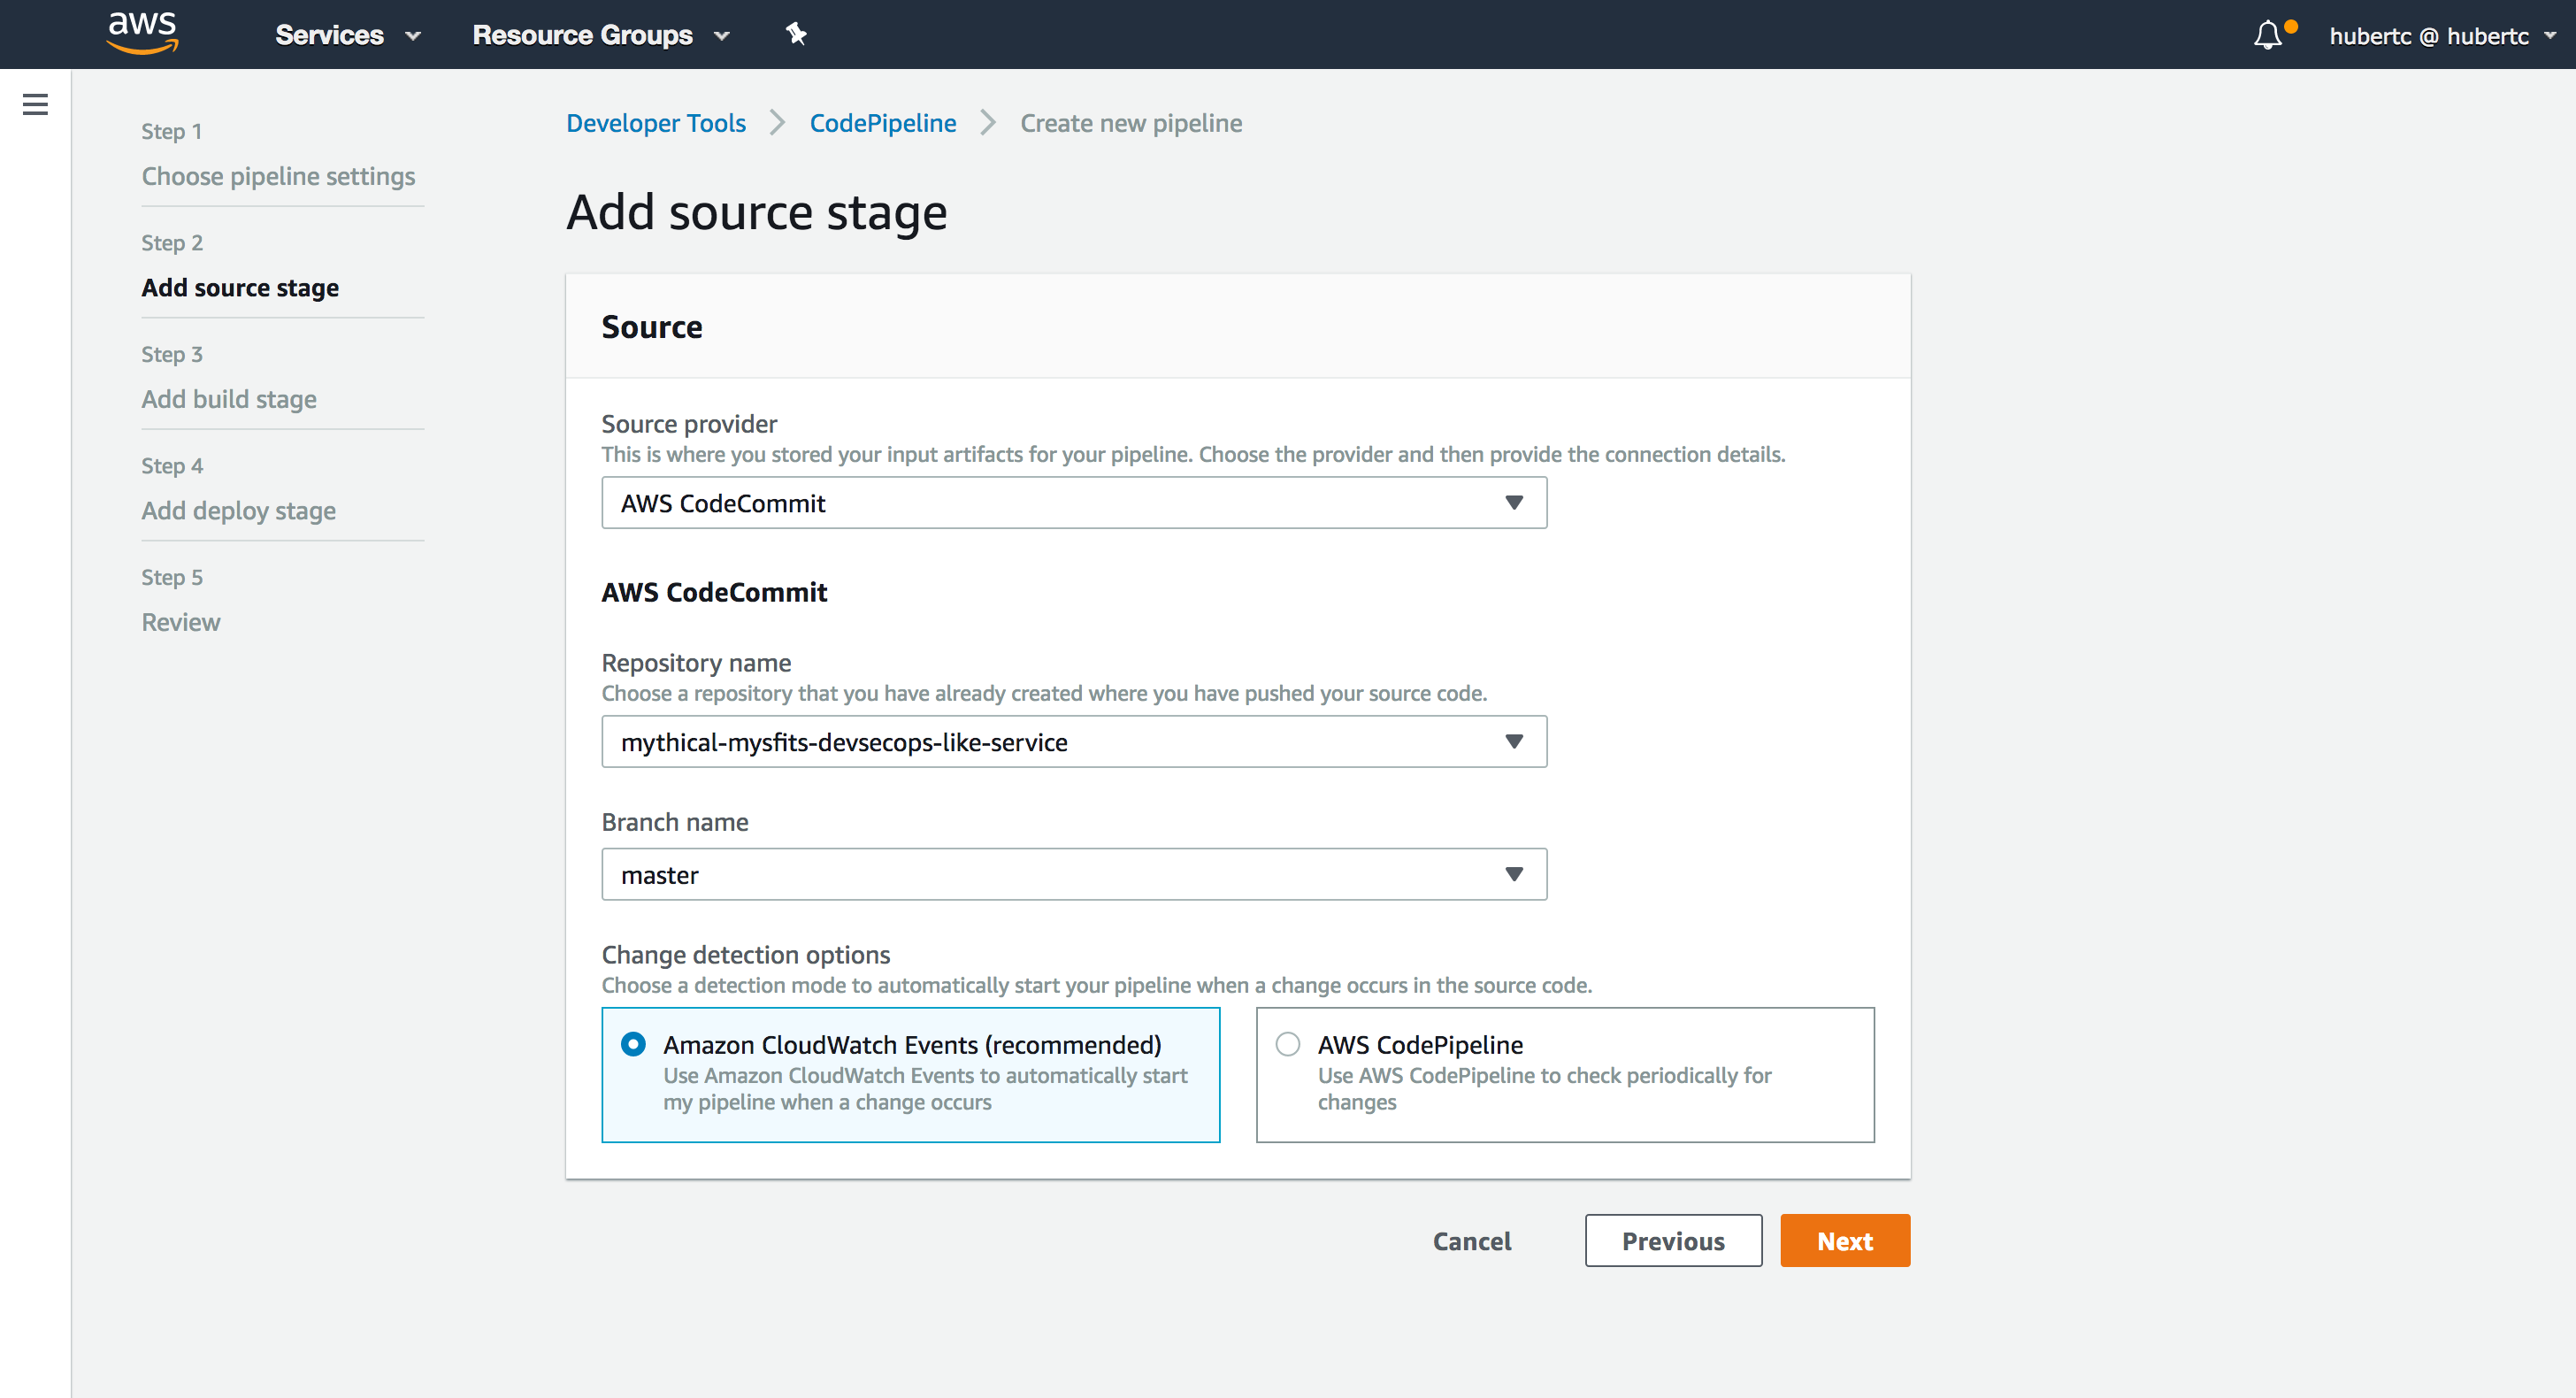 aws
Services
Resource Groups
hubertc @ hubertc
Step 1
Choose pipeline settings
Step 2
Add source stage
Step 3
Add build stage
Step 4
Add deploy stage
Step 5
Review
Developer Tools
CodePipeline
Create new pipeline
Add source stage
Source
Source provider
This is where you stored your input artifacts for your pipeline. Choose the provider and then provide the connection details.
AWS CodeCommit
AWS CodeCommit
Repository name
Choose a repository that you have already created where you have pushed your source code.
mythical-mysfits-devsecops-like-service
Branch name
master
Change detection options
Choose a detection mode to automatically start your pipeline when a change occurs in the source code.
Amazon CloudWatch Events (recommended)
Use Amazon CloudWatch Events to automatically start
my pipeline when a change occurs
AWS CodePipeline
Use AWS CodePipeline to check periodically for
changes
Cancel
Previous
Next